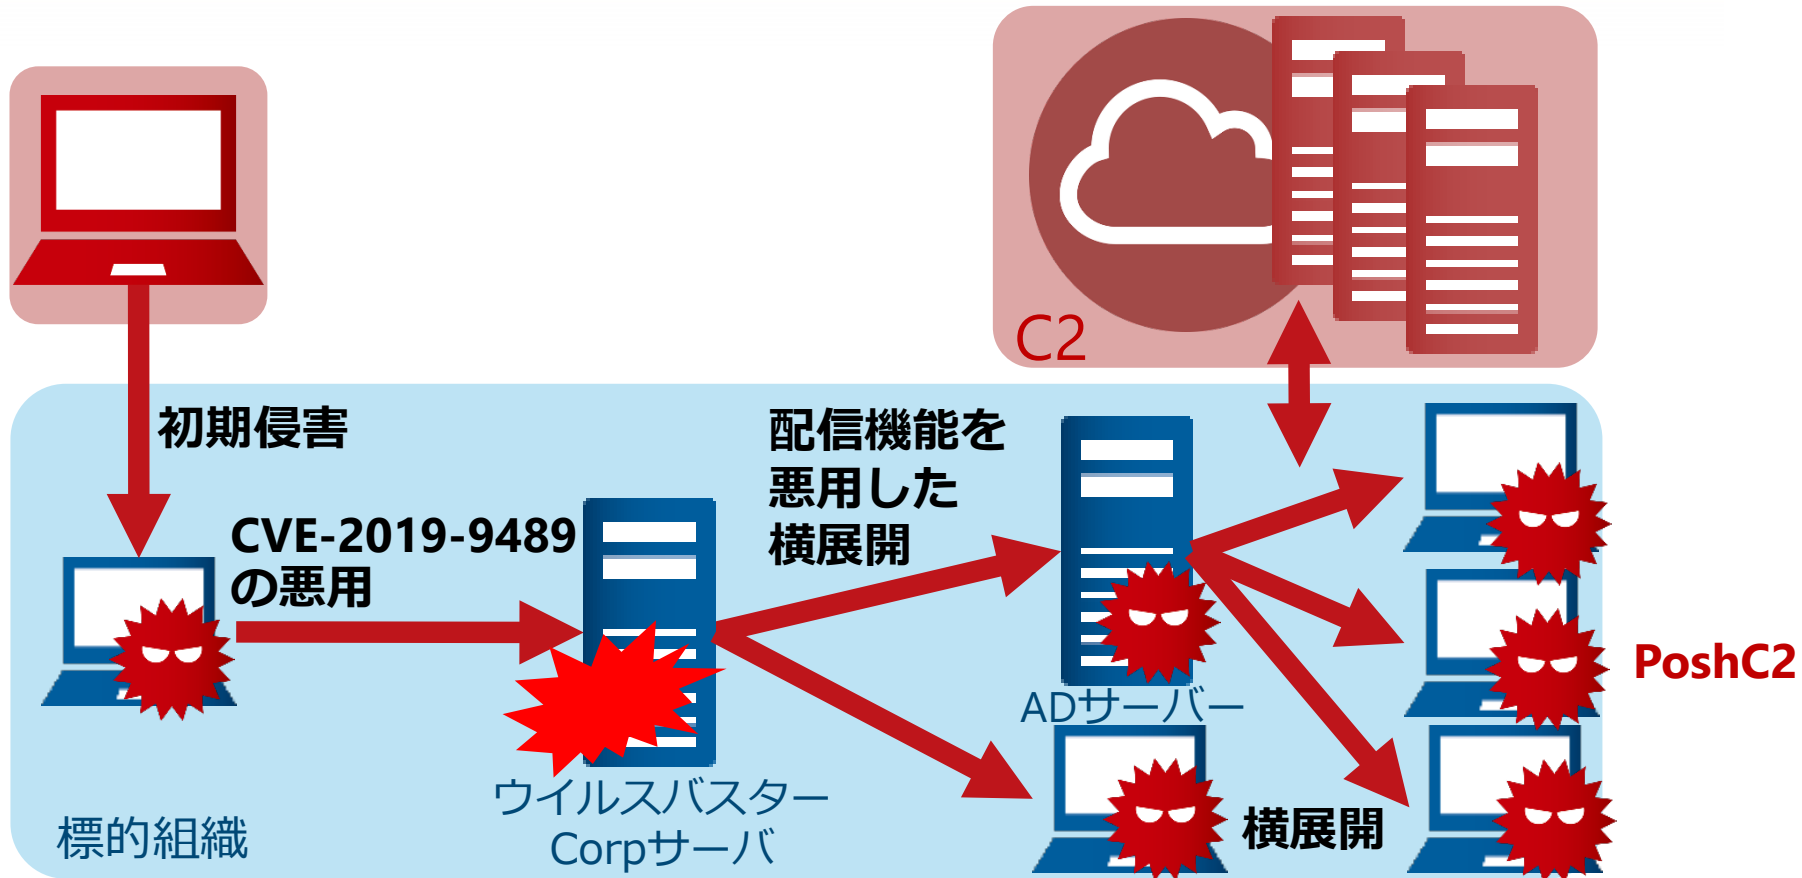 C2
初期侵害
CVE-2019-9489
の悪用
配信機能を
悪用した
横展開
PoshC2
ADサーバー
ウイルスバスター
Corpサーバ
横展開
標的組織